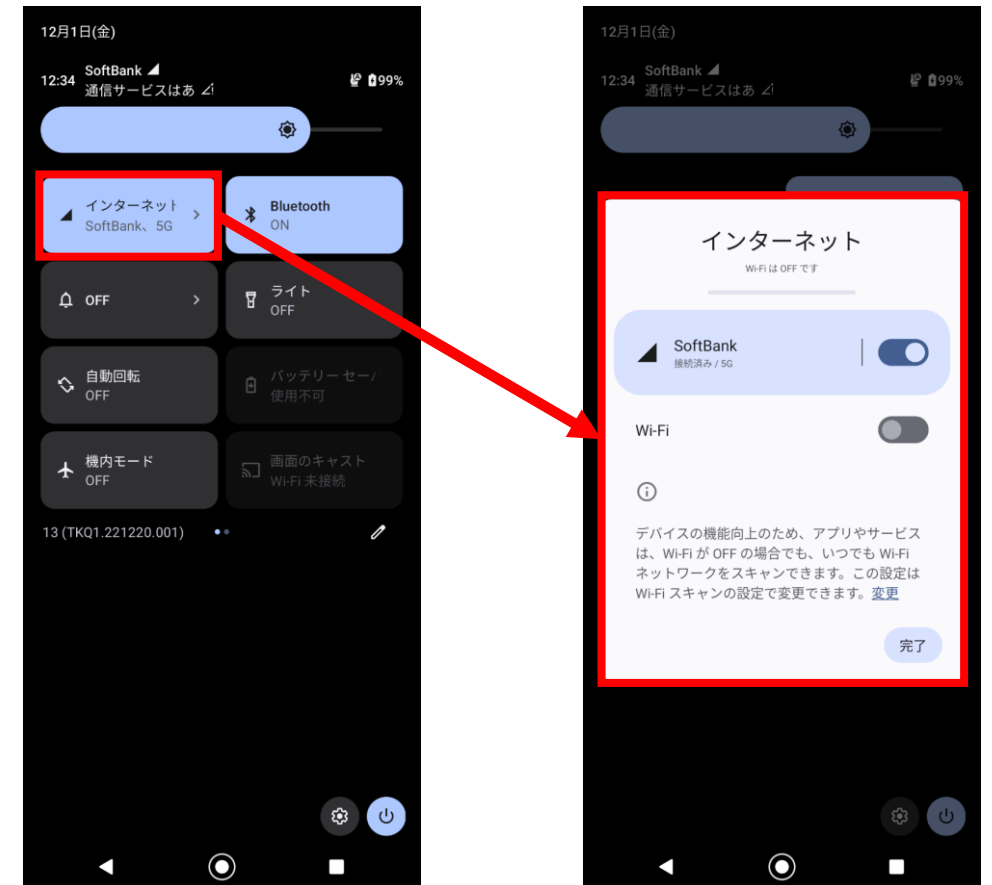 12月1日(金)
12:34
SoftBank
通信サービスはあ
99%
インターネット
SoftBank、5G
Bluetooth
ON
OFF
ライト
OFF
自動回転
OFF
バッテリー セー
使用不可
機内モード
OFF
画面のキャスト
Wi-Fi 未接続
13 (TKQ1.221220.001)
12月1日(金)
12:34
SoftBank
通信サービスはあ
99%
インターネット
Wi-Fi は OFF です
SoftBank
接続済み / 5G
Wi-Fi
デバイスの機能向上のため、アプリやサービス
は、Wi-Fi が OFF の場合でも、いつでも Wi-Fi
ネットワークをスキャンできます。この設定は
Wi-Fi スキャンの設定で変更できます。変更
完了